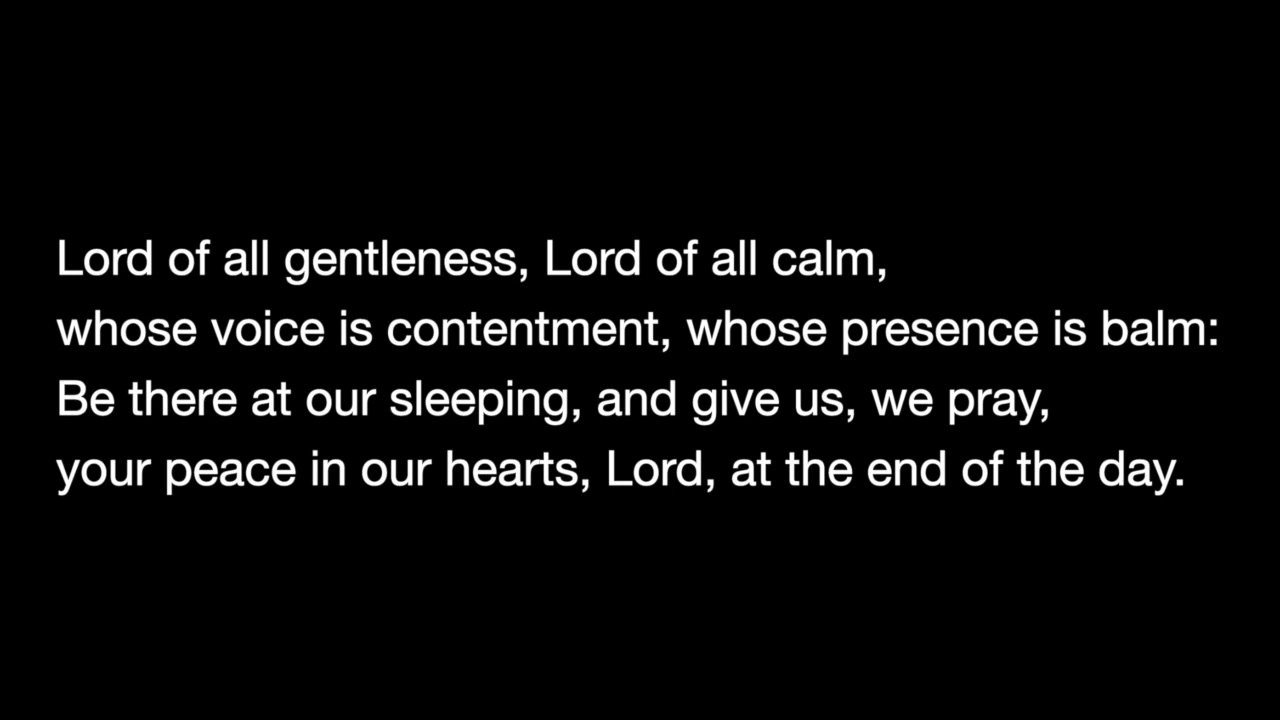 Lord of all gentleness, Lord of all calm,
whose voice is contentment, whose presence is balm:
Be there at our sleeping, and give us, we pray,
your peace in our hearts, Lord, at the end of the day.